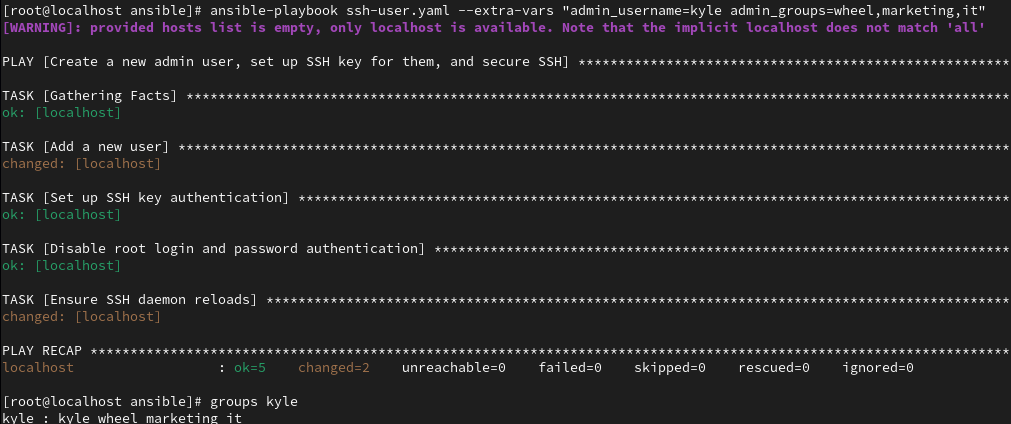 [root@localhost ansible]# ansible-playbook ssh-user.yaml --extra-vars "admin_username=kyle admin_groups=wheel,marketing,it"
[WARNING]: provided hosts list is empty, only localhost is available. Note that the implicit localhost does not match 'all'
PLAY [Create a new admin user, set up SSH key for them, and secure SSH] ******************************************************
TASK [Gathering Facts] *******************************************************************************************************
ok: [localhost]
TASK [Add a new user] ********************************************************************************************************
changed: [localhost]
TASK [Set up SSH key authentication] *****************************************************************************************
ok: [localhost]
TASK [Disable root login and password authentication] ************************************************************************
ok: [localhost]
TASK [Ensure SSH daemon reloads] *********************************************************************************************
changed: [localhost]
PLAY RECAP *******************************************************************************************************************
localhost                  : ok=5    changed=2    unreachable=0    failed=0    skipped=0    rescued=0    ignored=0
[root@localhost ansible]# groups kyle
kyle : kyle wheel marketing it